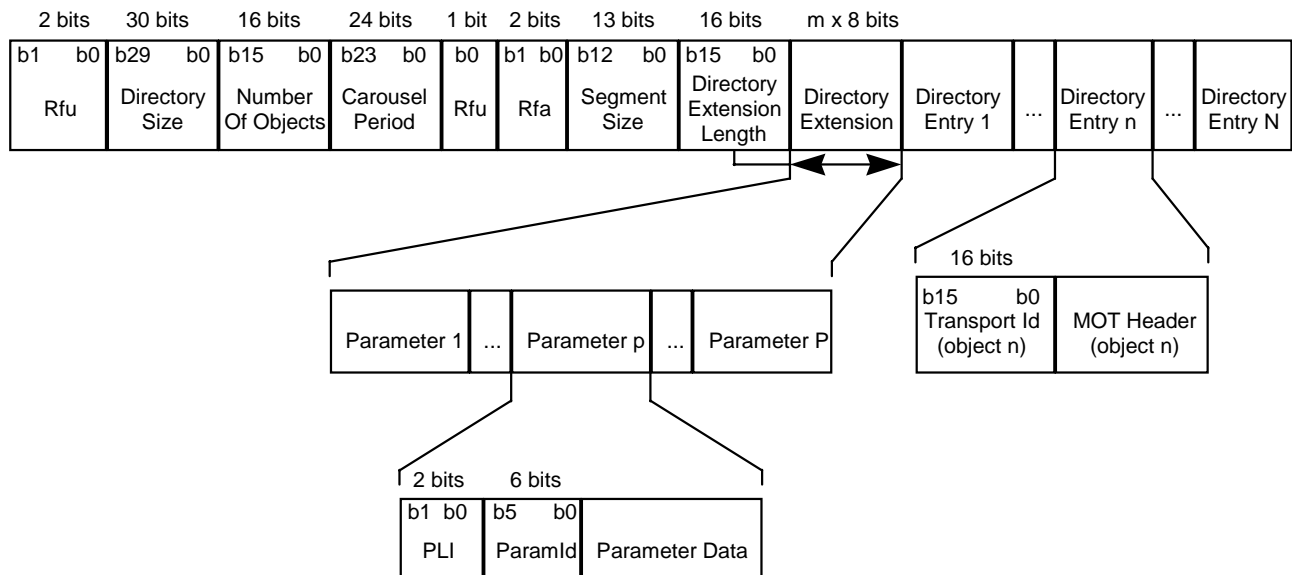 2 bits 30 bits 16 bits 24 bits 1 bit 2 bits 13 bits 16 bits m x 8 bits
b1 b0 b29 b0 b15 b0 b23 b0 b0 b1 b0 b12 b0 b15 b0
Rfu
Directory
Size
Number
Of Objects
Carousel
Period
Rfu
Rfa
Segment
Size
Directory
Extension
Length
Directory
Extension
Directory
Entry 1
...
Directory
Entry n
...
Directory
Entry N
16 bits
b15 b0
Transport Id
(object n)
MOT Header
(object n)
Parameter 1 ... Parameter p ... Parameter P
2 bits 6 bits
b1 b0 b5 b0
PLI ParamId Parameter Data